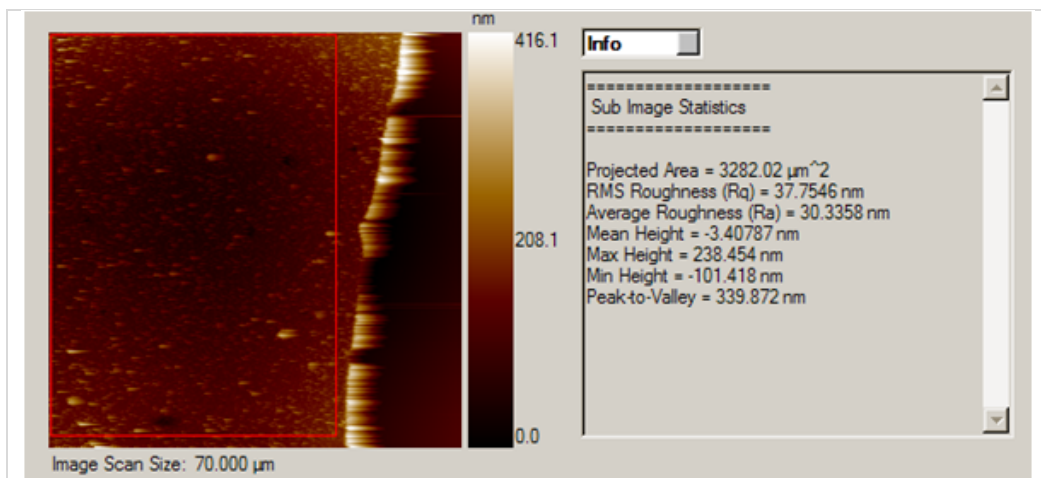 nm
416.1
208.1
0.0
Image Scan Size: 70.000 µm
Info
===================
Sub Image Statistics
===================
Projected Area = 3282.02 µm^2
RMS Roughness (Rq) = 37.7546 nm
Average Roughness (Ra) = 30.3358 nm
Mean Height = -3.40787 nm
Max Height = 238.454 nm
Min Height = -101.418 nm
Peak-to-Valley = 339.872 nm